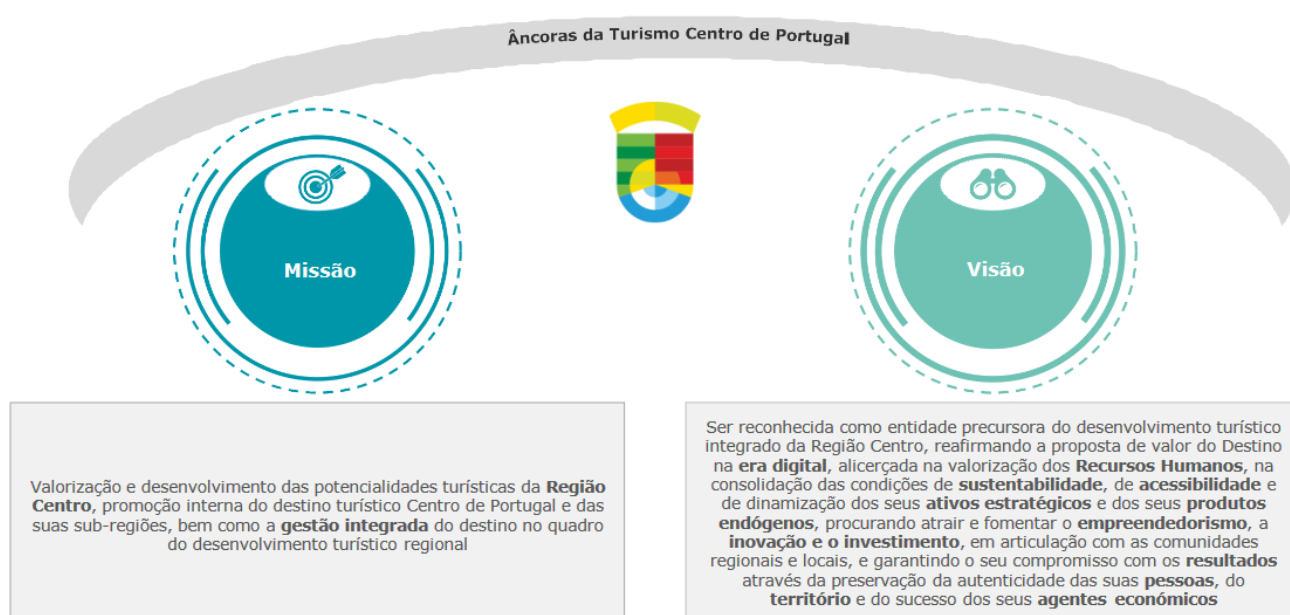 Âncoras da Turismo Centro de Portugal
Missão
Valorização e desenvolvimento das potencialidades turísticas da Região
Centro, promoção interna do destino turístico Centro de Portugal e das
suas sub-regiões, bem como a gestão integrada do destino no quadro
do desenvolvimento turístico regional
Visão
Ser reconhecida como entidade precursora do desenvolvimento turístico
integrado da Região Centro, reafirmando a proposta de valor do Destino
na era digital, alicerçada na valorização dos Recursos Humanos, na
consolidação das condições de sustentabilidade, de acessibilidade e
de dinamização dos seus ativos estratégicos e dos seus produtos
endógenos, procurando atrair e fomentar o empreendedorismo, a
inovação e o investimento, em articulação com as comunidades
regionais e locais, e garantindo o seu compromisso com os resultados
através da preservação da autenticidade das suas pessoas, do
território e do sucesso dos seus agentes económicos